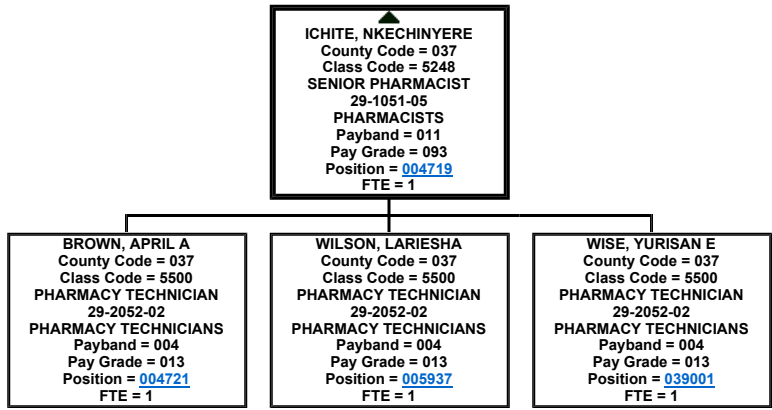 ICHITE, NKECHINYERE
County Code = 037
Class Code = 5248
SENIOR PHARMACIST
29-1051-05
PHARMACISTS
Payband = 011
Pay Grade = 093
Position = 004719
FTE = 1
BROWN, APRIL A
County Code = 037
Class Code = 5500
PHARMACY TECHNICIAN
29-2052-02
PHARMACY TECHNICIANS
Payband = 004
Pay Grade = 013
Position = 004721
FTE = 1
WILSON, LARIESHA
County Code = 037
Class Code = 5500
PHARMACY TECHNICIAN
29-2052-02
PHARMACY TECHNICIANS
Payband = 004
Pay Grade = 013
Position = 005937
FTE = 1
WISE, YURISAN E
County Code = 037
Class Code = 5500
PHARMACY TECHNICIAN
29-2052-02
PHARMACY TECHNICIANS
Payband = 004
Pay Grade = 013
Position = 039001
FTE = 1